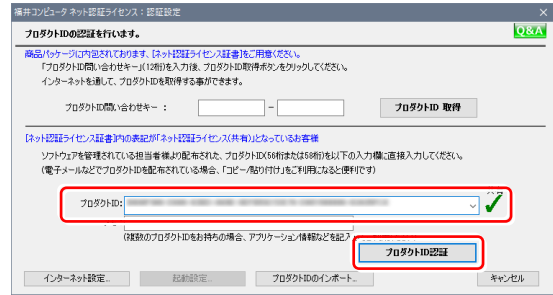 福井コンピュータ ネット認証ライセンス：認証設定
プロダクトIDの認証を行います。
Q&A
商品パッケージに内包されております、[ネット認証ライセンス証書]をご用意ください。
「プロダクトID問い合わせキー」(12桁)を入力後、プロダクトID取得ボタンをクリックしてください。
インターネットを通して、プロダクトIDを取得する事ができます。
プロダクトID問い合わせキー :
-
プロダクトID 取得
[ネット認証ライセンス証書]内の表記が「ネット認証ライセンス(共有)」となっているお客様
ソフトウェアを管理されている担当者様より配布された、プロダクトID(56桁または58桁)を以下の入力欄に直接入力してください。
(電子メールなどでプロダクトIDを配布されている場合、「コピー/貼り付け」をご利用になると便利です)
プロダクトID:
(複数のプロダクトIDをお持ちの場合、アプリケーション情報などを記入
プロダクトID認証
インターネット設定...
起動設定...
プロダクトIDのインポート...
キャンセル